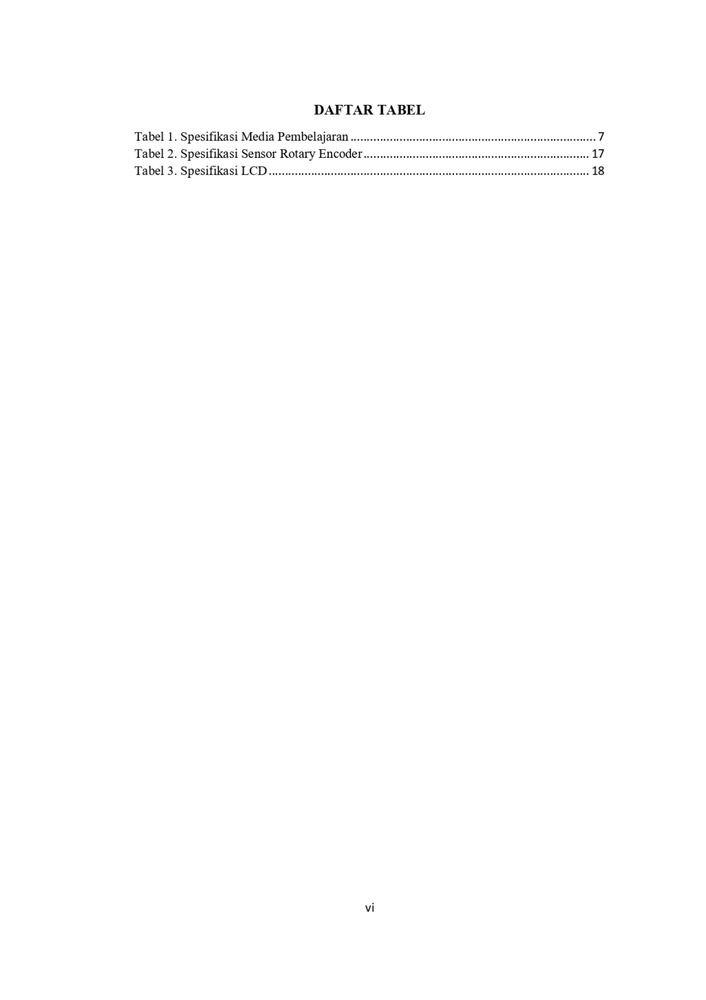 DAFTAR TABEL
Tabel 1. Spesifikasi Media Pembelajaran ........................................................................... 7
Tabel 2. Spesifikasi Sensor Rotary Encoder ..................................................................... 17
Tabel 3. Spesifikasi LCD .................................................................................................. 18
vi